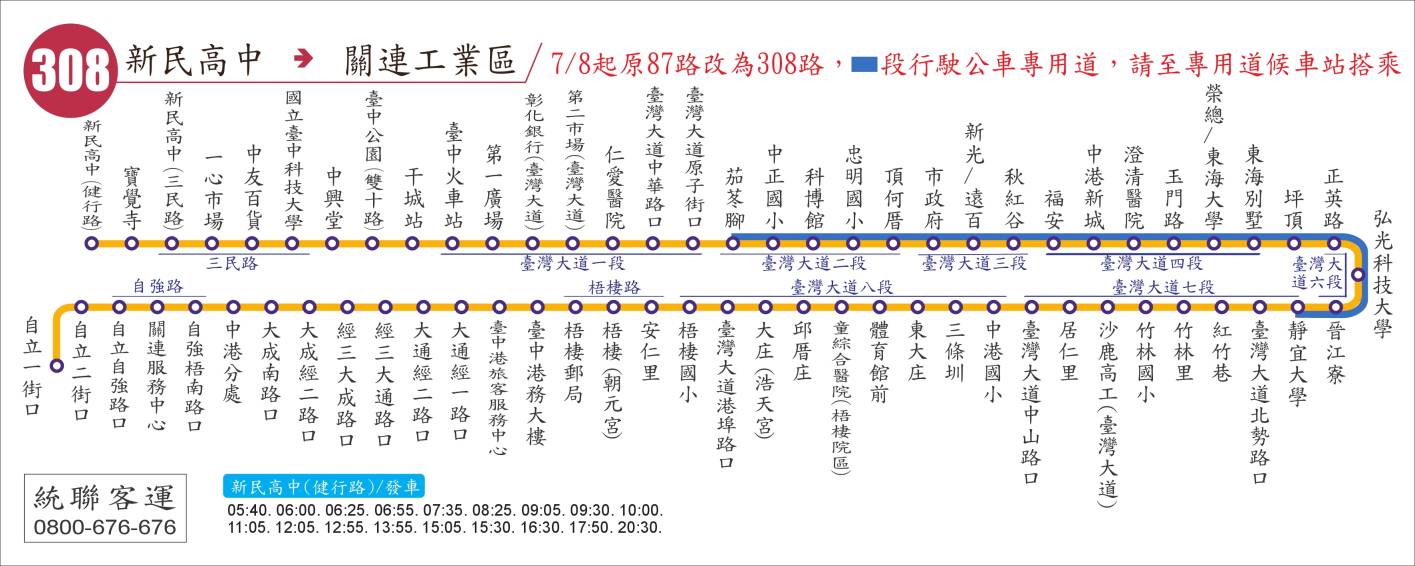 308 新民高中 ➔ 關連工業區 / 7/8起原87路改為308路，段行駛公車專用道，請至專用道候車站搭乘
新民高中(健行路)
寶覺寺
新民高中(三民路)
一心市場
中友百貨
國立臺中科技大學
中興堂
臺中公園(雙十路)
干城站
臺中火車站
第一廣場
彰化銀行(臺灣大道)
第二市場(臺灣大道)
仁愛醫院
臺灣大道中華路口
臺灣大道原子街口
茄苳腳
中正國小
科博館
忠明國小
頂何厝
市政府
新光/遠百
秋紅谷
福安
中港新城
澄清醫院
玉門路
榮總/東海大學
東海別墅
坪頂
正英路
弘光科技大學
三民路
臺灣大道一段
臺灣大道二段
臺灣大道三段
臺灣大道四段
臺灣大
道六段
自強路
梧棲路
臺灣大道八段
臺灣大道七段
自立一街口
自立二街口
自立自強路口
關連服務中心
自強梧南路口
中港分處
大成南路口
大成經二路口
經三大成路口
經三大通路口
大通經二路口
大通經一路口
臺中港旅客服務中心
臺中港務大樓
梧棲郵局
梧棲(朝元宮)
安仁里
梧棲國小
臺灣大道港埠路口
大庄(浩天宮)
邱厝庄
童綜合醫院(梧棲院區)
體育館前
東大庄
三條圳
中港國小
臺灣大道中山路口
居仁里
沙鹿高工(臺灣大道)
竹林國小
竹林里
紅竹巷
臺灣大道北勢路口
靜宜大學
晉江寮
統聯客運
0800-676-676
新民高中(健行路)/發車
05:40. 06:00. 06:25. 06:55. 07:35. 08:25. 09:05. 09:30. 10:00.
11:05. 12:05. 12:55. 13:55. 15:05. 15:30. 16:30. 17:50. 20:30.